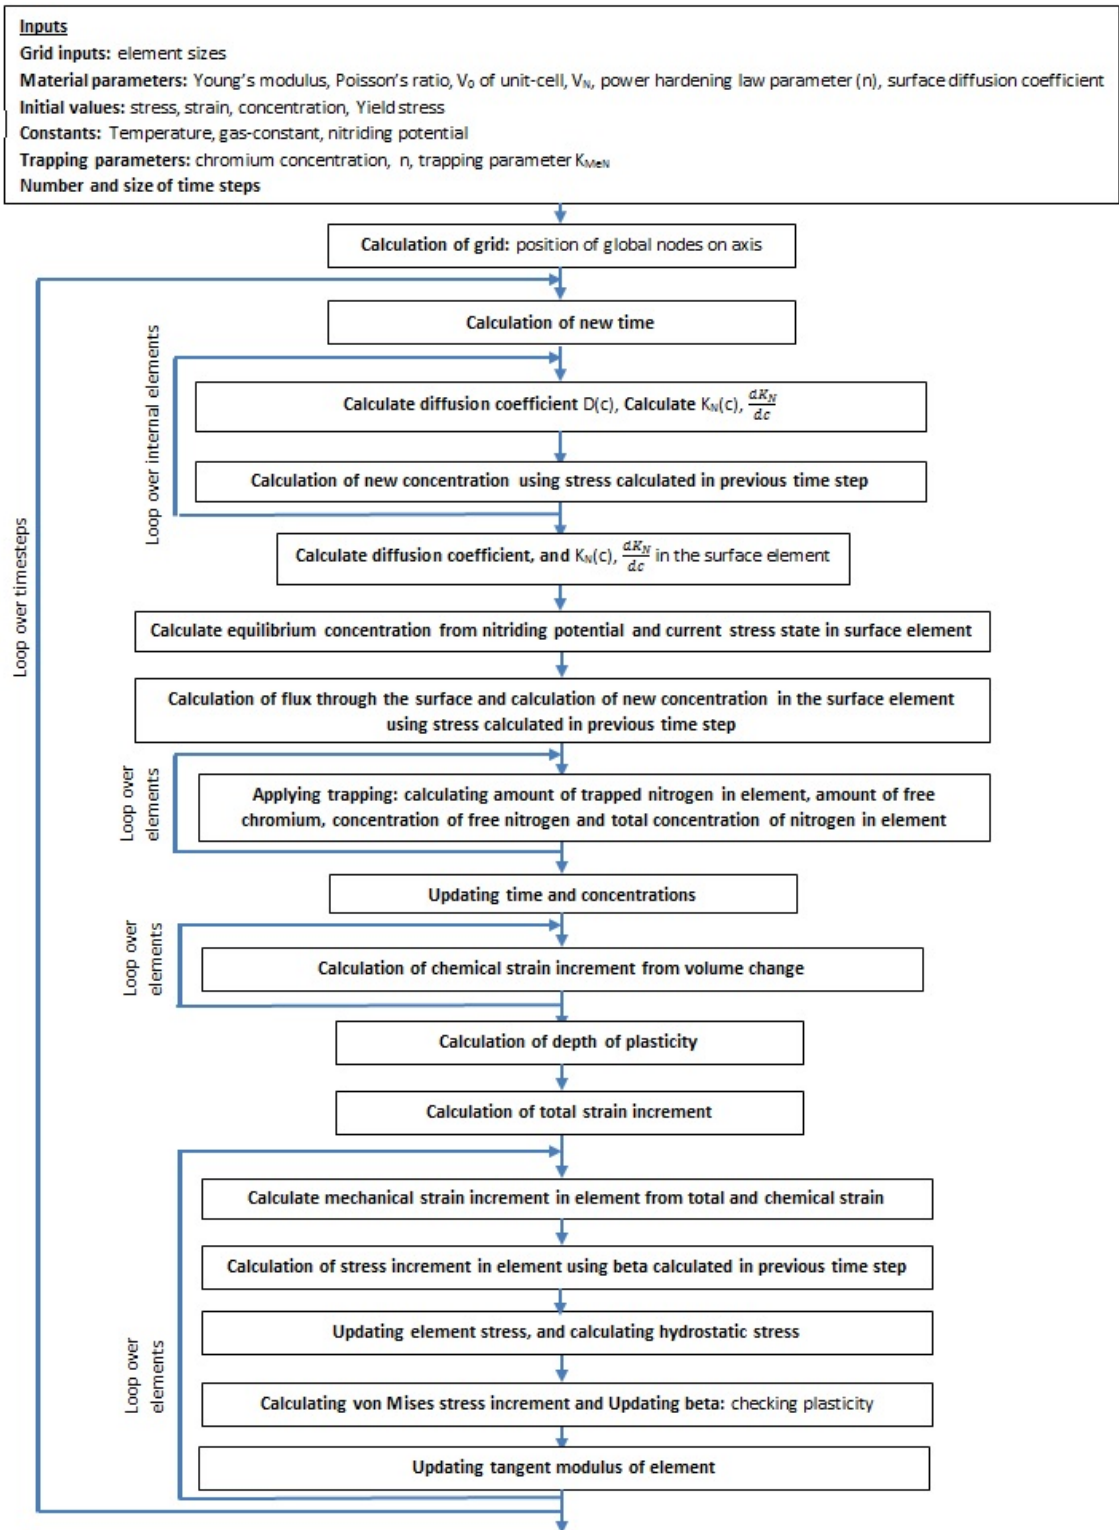 Inputs
Grid inputs: element sizes
Material parameters: Young's modulus, Poisson's ratio, V₀ of unit-cell, V_N, power hardening law parameter (n), surface diffusion coefficient
Initial values: stress, strain, concentration, Yield stress
Constants: Temperature, gas-constant, nitriding potential
Trapping parameters: chromium concentration, n, trapping parameter K_MeN
Number and size of time steps
Calculation of grid: position of global nodes on axis
Loop over timesteps
Calculation of new time
Loop over internal elements
Calculate diffusion coefficient D(c), Calculate K_N(c), dK_N/dc
Calculation of new concentration using stress calculated in previous time step
Calculate diffusion coefficient, and K_N(c), dK_N/dc in the surface element
Calculate equilibrium concentration from nitriding potential and current stress state in surface element
Calculation of flux through the surface and calculation of new concentration in the surface element
using stress calculated in previous time step
Loop over
elements
Applying trapping: calculating amount of trapped nitrogen in element, amount of free
chromium, concentration of free nitrogen and total concentration of nitrogen in element
Updating time and concentrations
Loop over
elements
Calculation of chemical strain increment from volume change
Calculation of depth of plasticity
Calculation of total strain increment
Loop over
elements
Calculate mechanical strain increment in element from total and chemical strain
Calculation of stress increment in element using beta calculated in previous time step
Updating element stress, and calculating hydrostatic stress
Calculating von Mises stress increment and Updating beta: checking plasticity
Updating tangent modulus of element